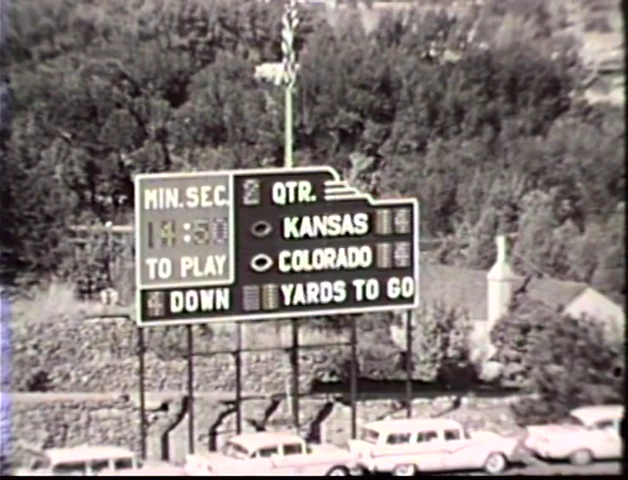 MIN. SEC.
14:50
TO PLAY
2 QTR.
KANSAS 14
COLORADO 14
4 DOWN
YARDS TO GO